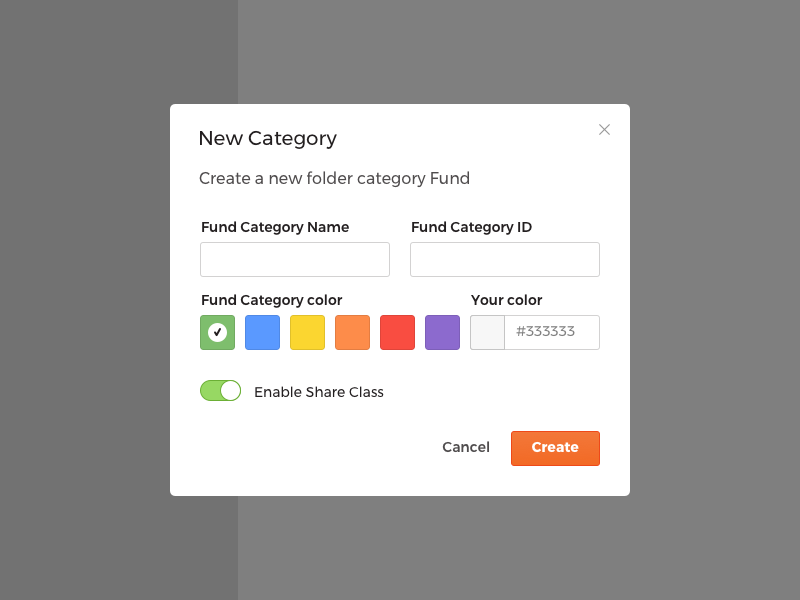 New Category
Create a new folder category Fund
Fund Category Name
Fund Category ID
Fund Category color
Your color
#333333
Enable Share Class
Cancel
Create